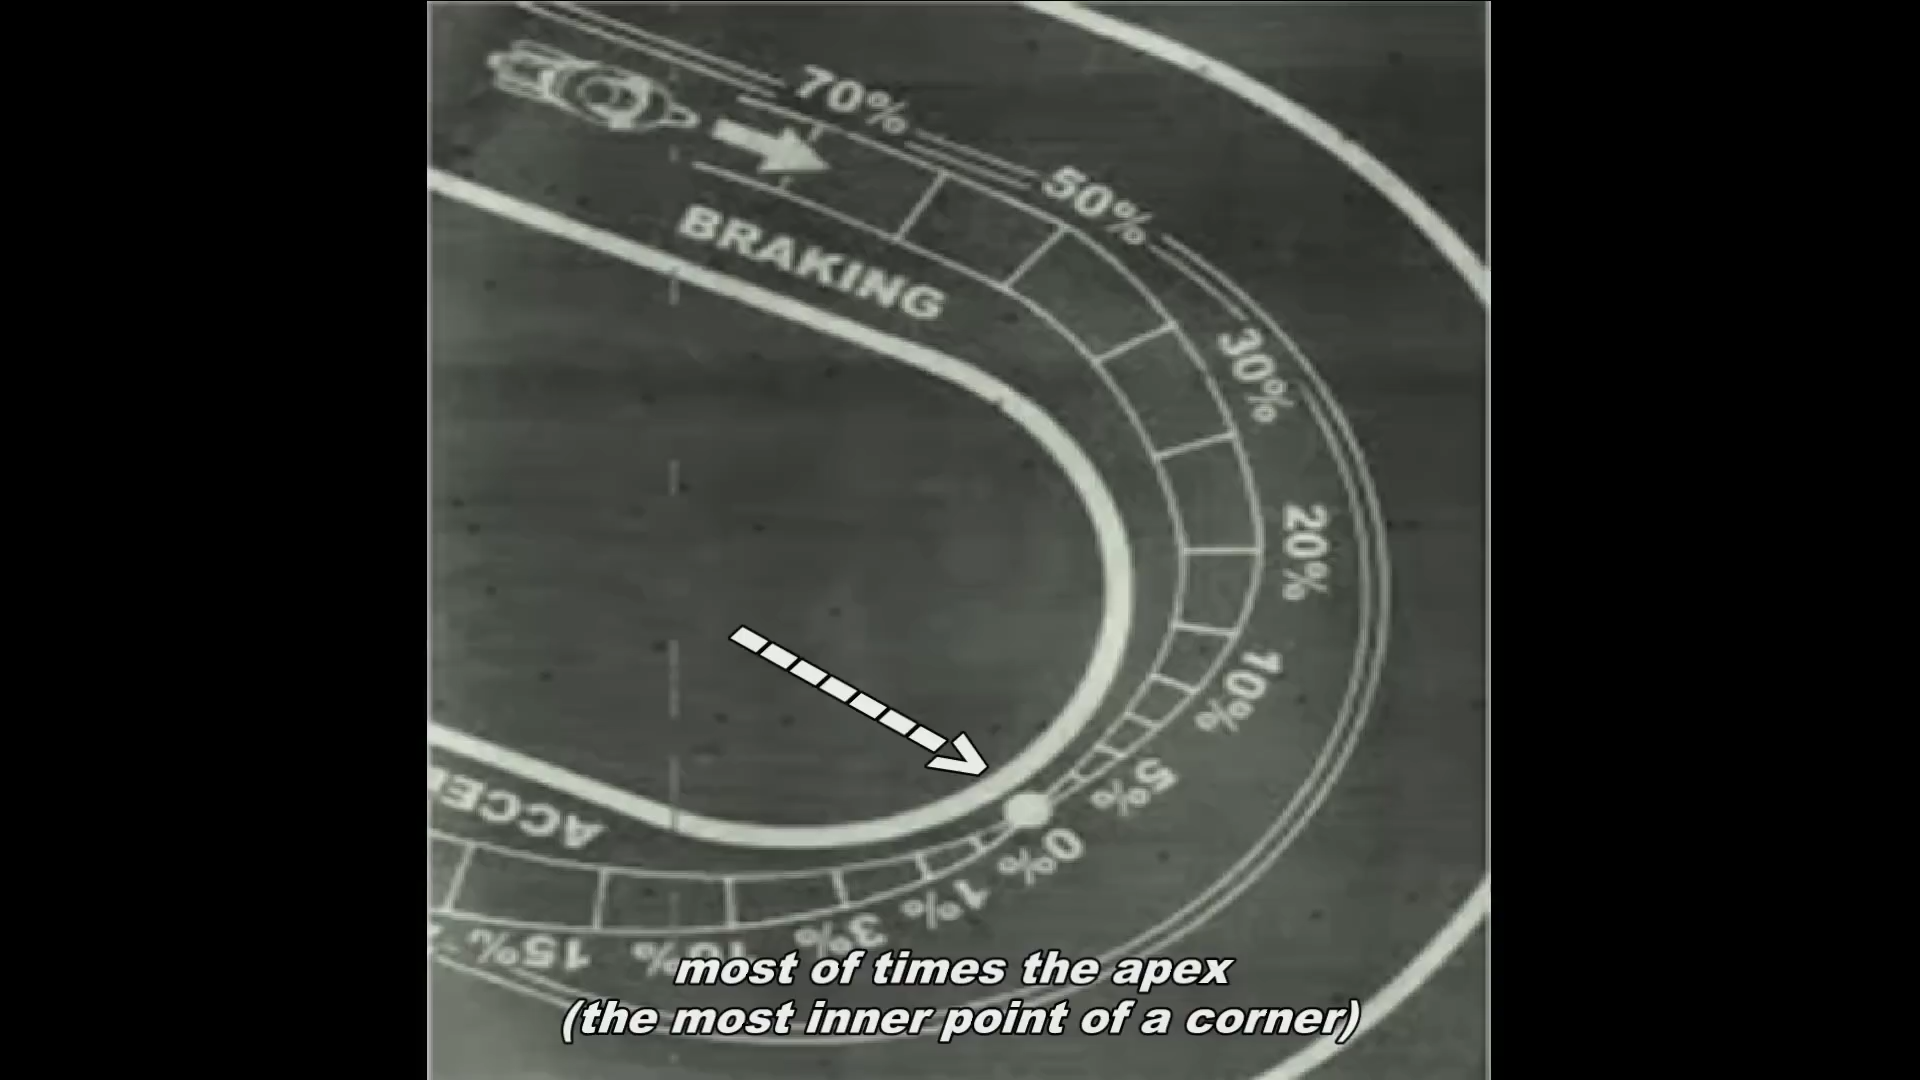 70%
50%
BRAKING
30%
20%
10%
5%
0%
1%
3%
10%
15%
ACCE
most of times the apex
(the most inner point of a corner)